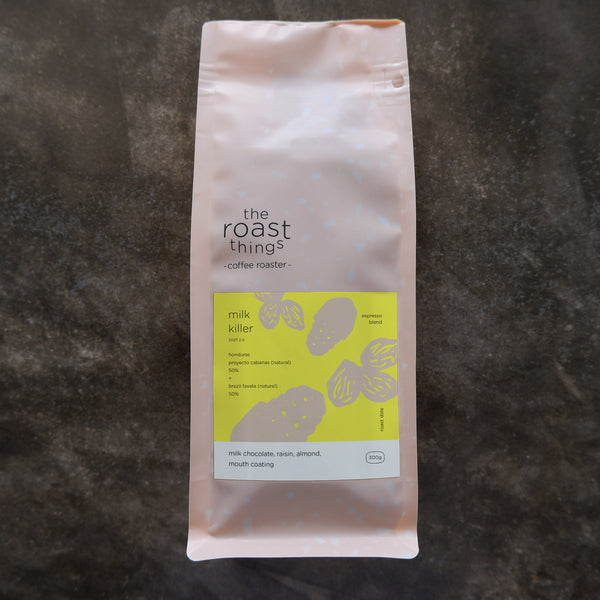 the
roast
things
-coffee roaster-
milk
killer
espresso
blend
honduras
proyecto cabanas (natural)
50%
+
brazil favela (natural)
50%
roast date
milk chocolate, raisin, almond,
mouth coating
300g